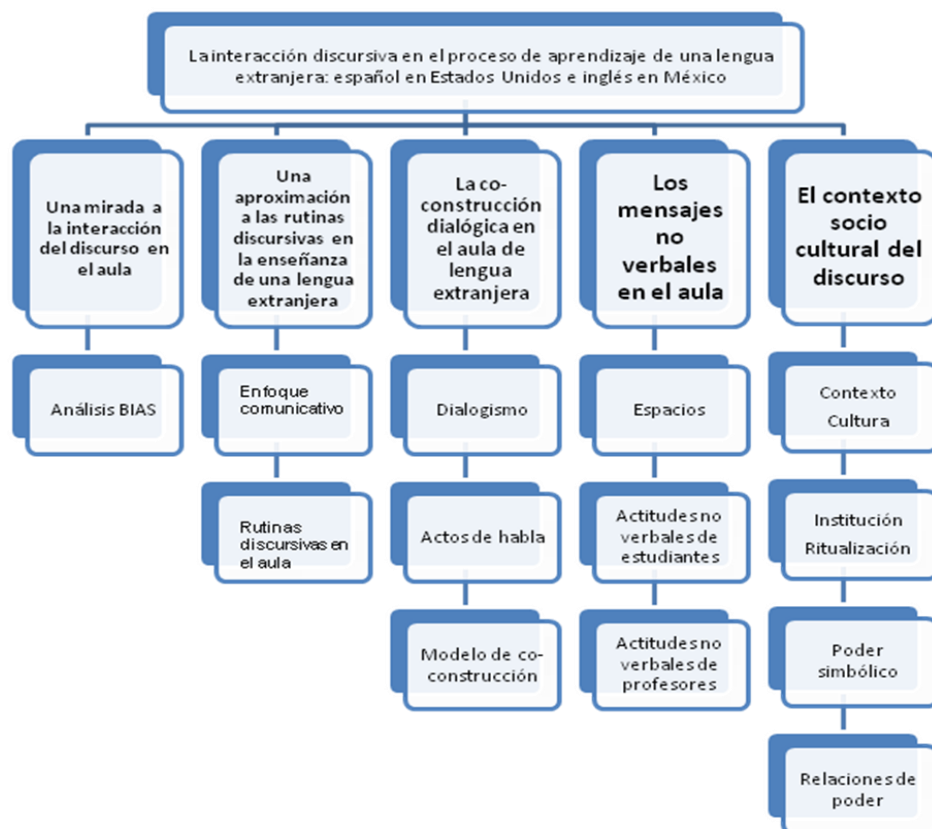 La interacción discursiva en el proceso de aprendizaje de una lengua
extranjera: español en Estados Unidos e inglés en México
Una mirada a
la interacción
del discurso en
el aula
Análisis BIAS
Una
aproximación
a las rutinas
discursivas en
la enseñanza
de una lengua
extranjera
Enfoque
comunicativo
Rutinas
discursivas en
el aula
La co-
construcción
dialógica en
el aula de
lengua
extranjera
Dialogismo
Actos de habla
Modelo de co-
construcción
Los
mensajes
no
verbales
en el aula
Espacios
Actitudes no
verbales de
estudiantes
Actitudes no
verbales de
profesores
El contexto
socio
cultural del
discurso
Contexto
Cultura
Institución
Ritualización
Poder
simbólico
Relaciones de
poder